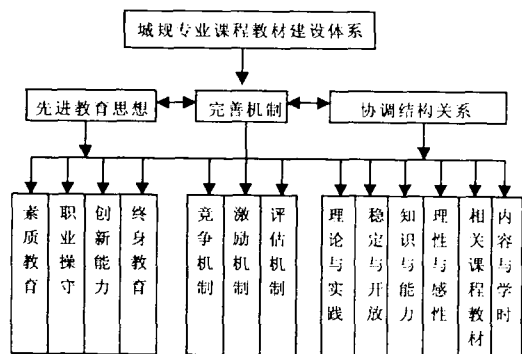 城规专业课程教材建设体系
先进教育思想
完善机制
协调结构关系
素质教育
职业操守
创新能力
终身教育
竞争机制
激励机制
评估机制
理论与实践
稳定与开放
知识与能力
理性与感性
相关课程教材
内容与学时